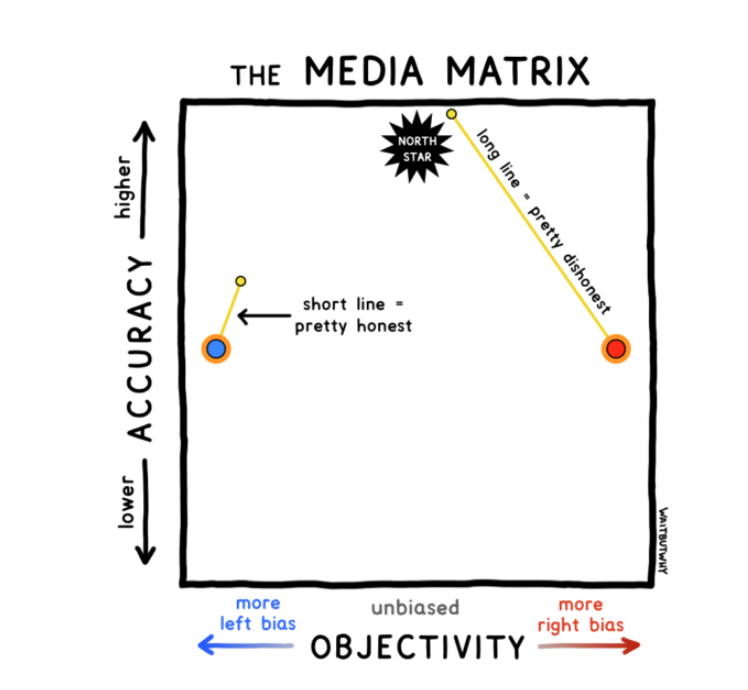 THE MEDIA MATRIX
NORTH
STAR
long line = pretty dishonest
higher
ACCURACY
lower
short line =
pretty honest
WAITBUTWHY
more
left bias
unbiased
more
right bias
OBJECTIVITY